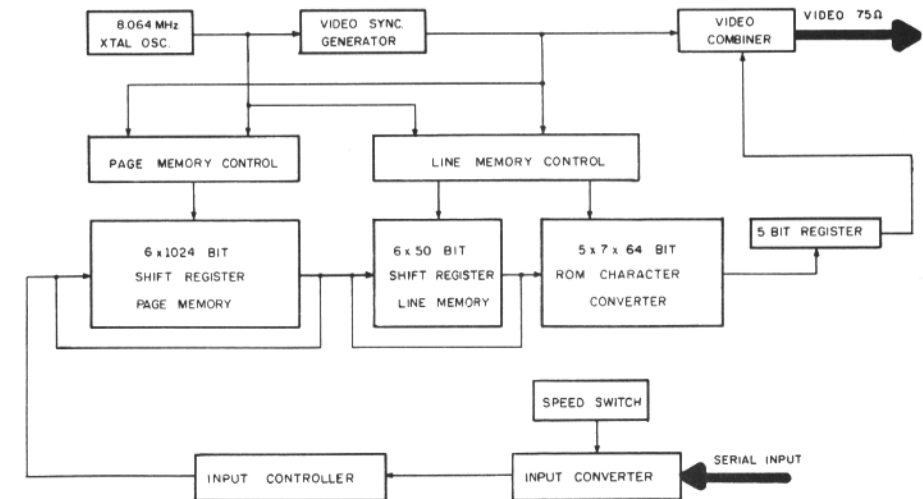 8.064 MHz
XTAL OSC.
VIDEO SYNC.
GENERATOR
VIDEO
COMBINER
VIDEO 75Ω
PAGE MEMORY CONTROL
LINE MEMORY CONTROL
6 x 1024 BIT
SHIFT REGISTER
PAGE MEMORY
6 x 50 BIT
SHIFT REGISTER
LINE MEMORY
5 x 7 x 64 BIT
ROM CHARACTER
CONVERTER
5 BIT REGISTER
SPEED SWITCH
INPUT CONTROLLER
INPUT CONVERTER
SERIAL INPUT